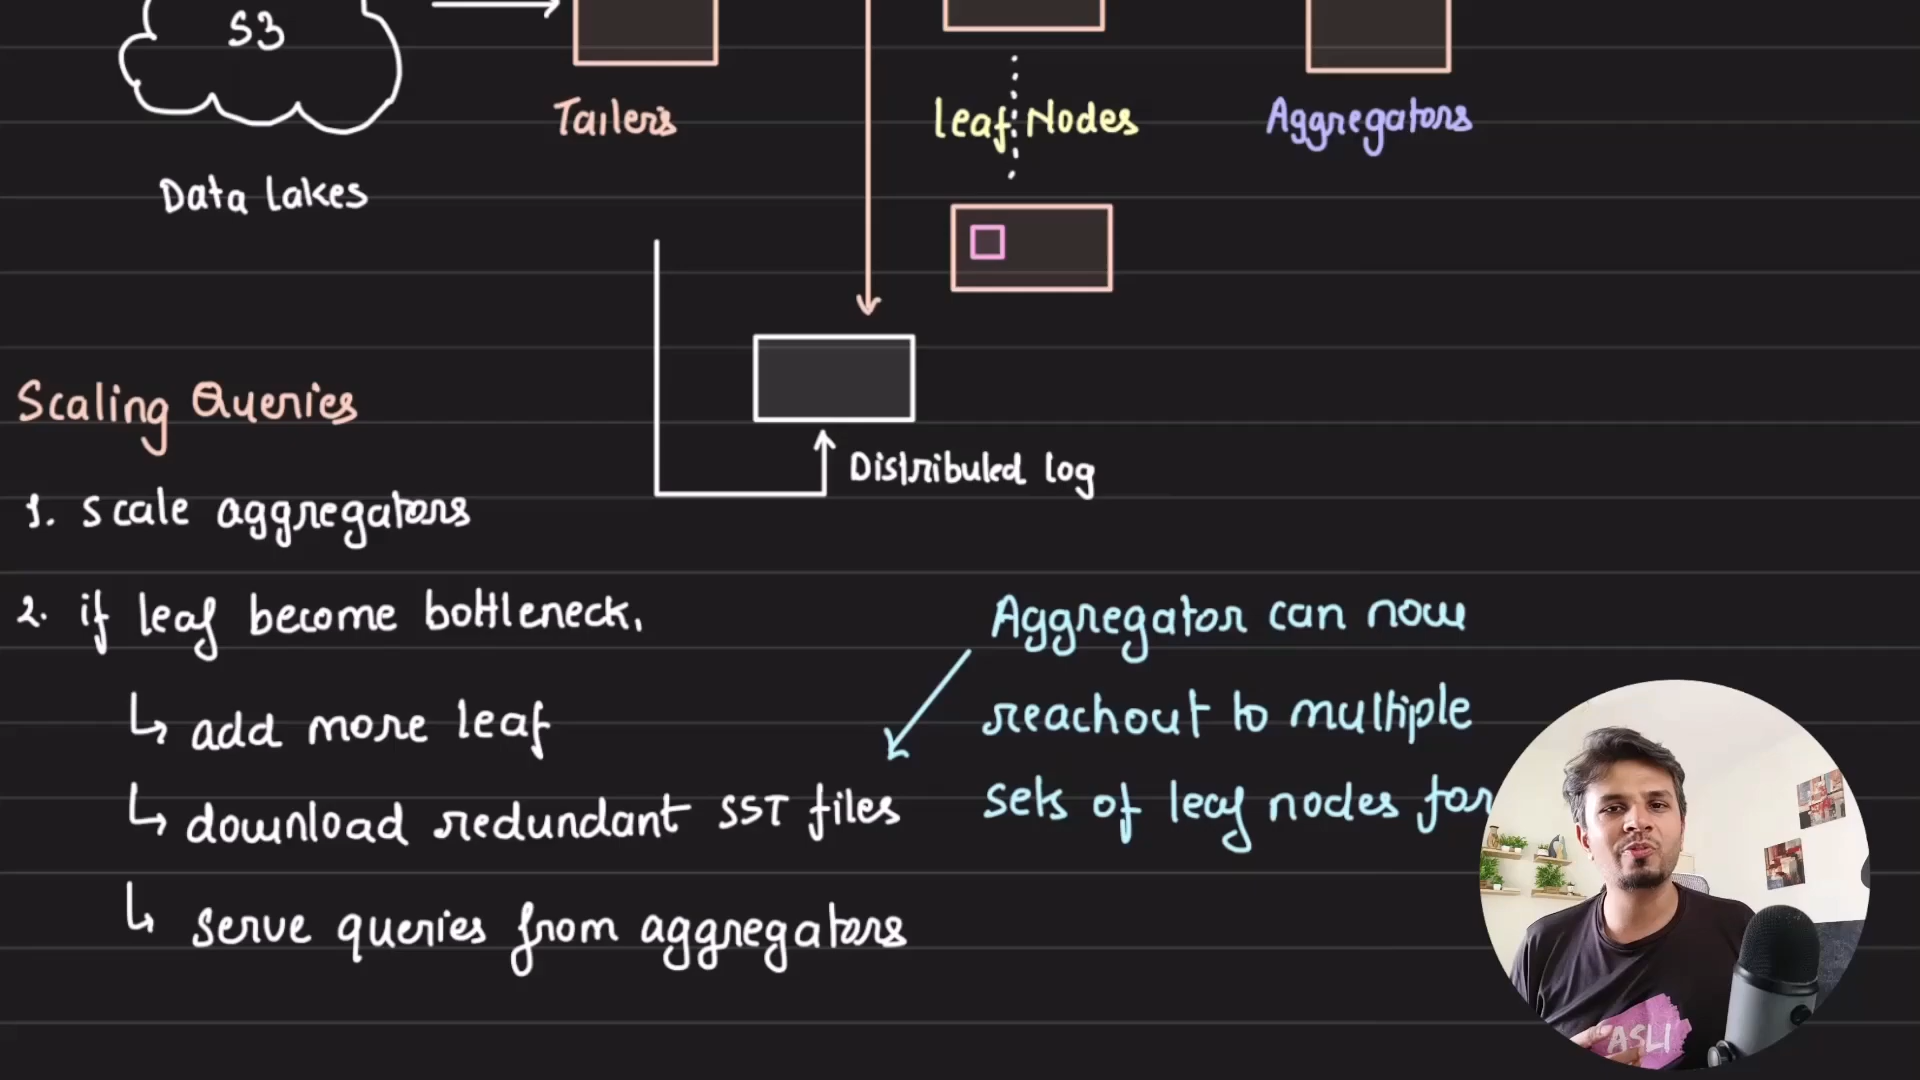 S3
Tailers
Leaf Nodes
Aggregators
Data Lakes
Distributed log
Scaling Queries
1. scale aggregators
2. if leaf become bottleneck,
↳ add more leaf
↳ download redundant SST files
↳ serve queries from aggregators
Aggregator can now
reachout to multiple
sets of leaf nodes for
ASLI